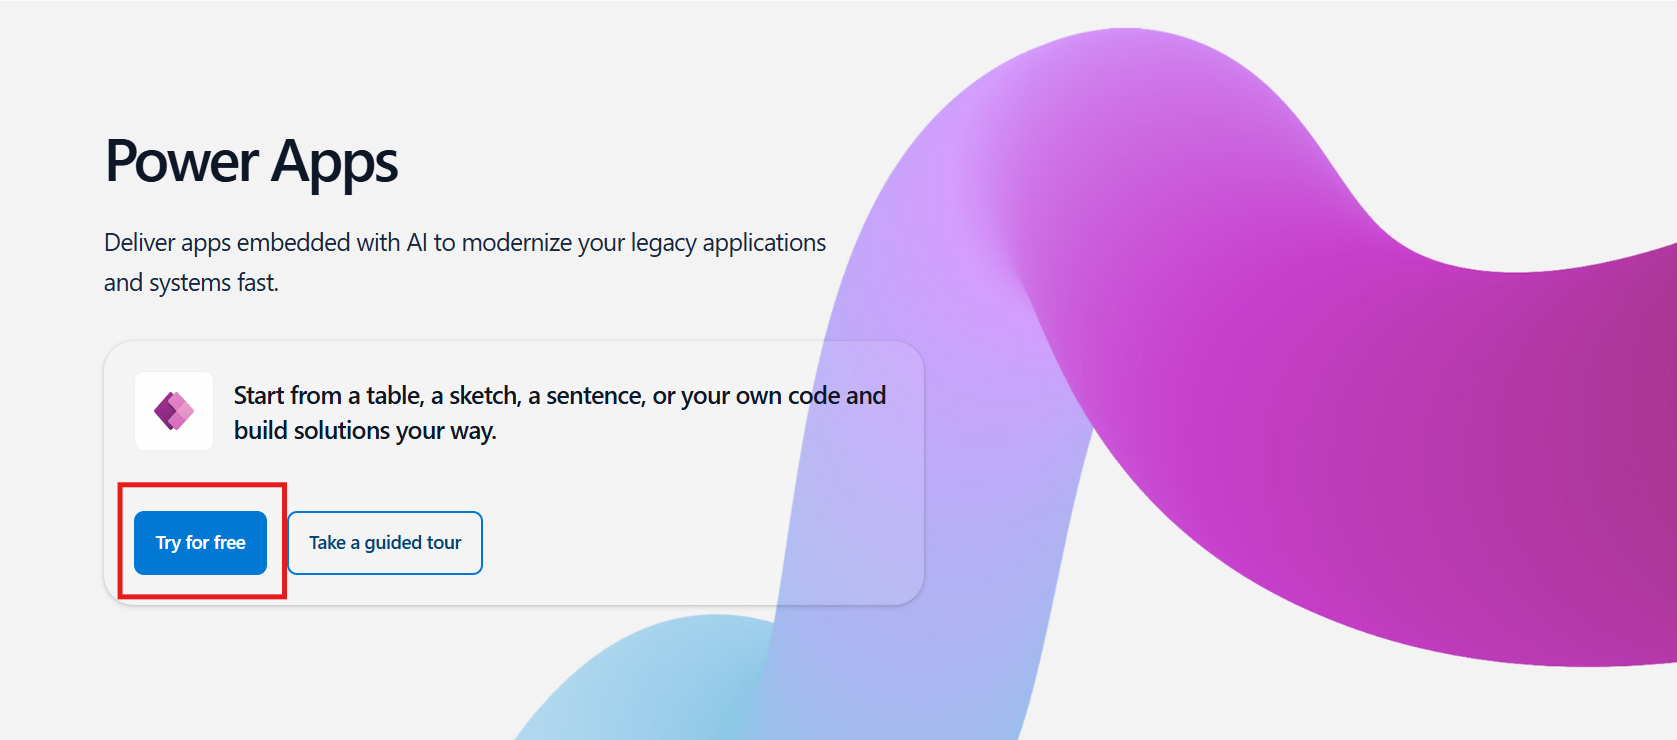 Power Apps
Deliver apps embedded with AI to modernize your legacy applications
and systems fast.
Start from a table, a sketch, a sentence, or your own code and
build solutions your way.
Try for free
Take a guided tour